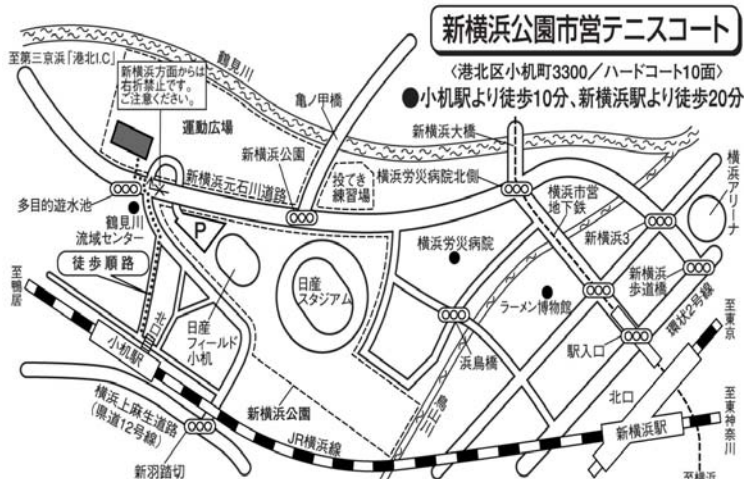 新横浜公園市営テニスコート
〈港北区小机町3300／ハードコート10面〉
●小机駅より徒歩10分、新横浜駅より徒歩20分
至第三京浜「港北I.C」
鶴見川
新横浜方面からは
右折禁止です。
ご注意ください。
運動広場
亀ノ甲橋
新横浜公園
新横浜元石川道路
投てき
練習場
新横浜大橋
横浜労災病院北側
横浜市営
地下鉄
横浜アリーナ
新横浜3
新横浜
歩道橋
環状2号線
多目的遊水池
鶴見川
流域センター
徒歩順路
P
日産
フィールド
小机
日産
スタジアム
横浜労災病院
ラーメン博物館
浜鳥橋
駅入口
至東京
至鴨居
北口
小机駅
新横浜公園
鳥山川
北口
新横浜駅
至東神奈川
横浜上麻生道路
(県道12号線)
新羽踏切
JR横浜線
至横浜